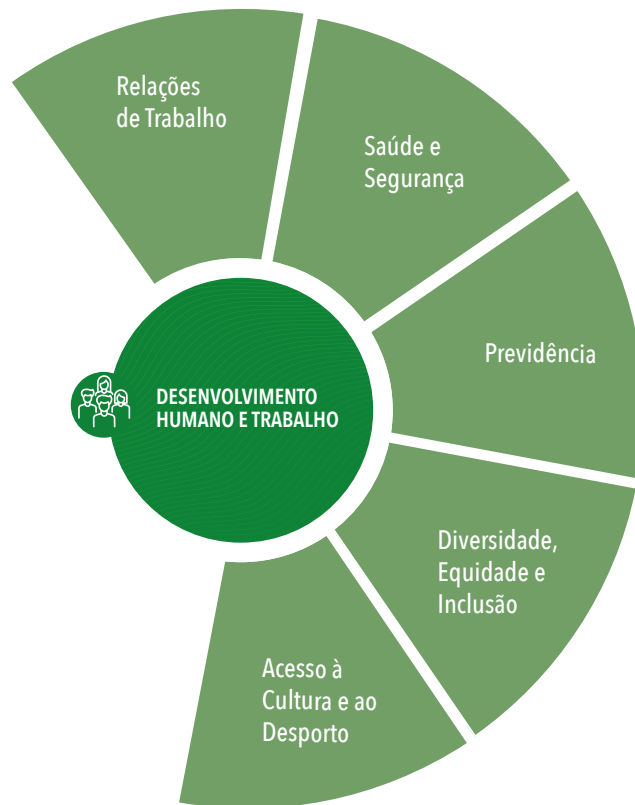 Relações
de Trabalho
Saúde e
Segurança
Previdência
DESENVOLVIMENTO
HUMANO E TRABALHO
Diversidade,
Equidade e
Inclusão
Acesso à
Cultura e ao
Desporto